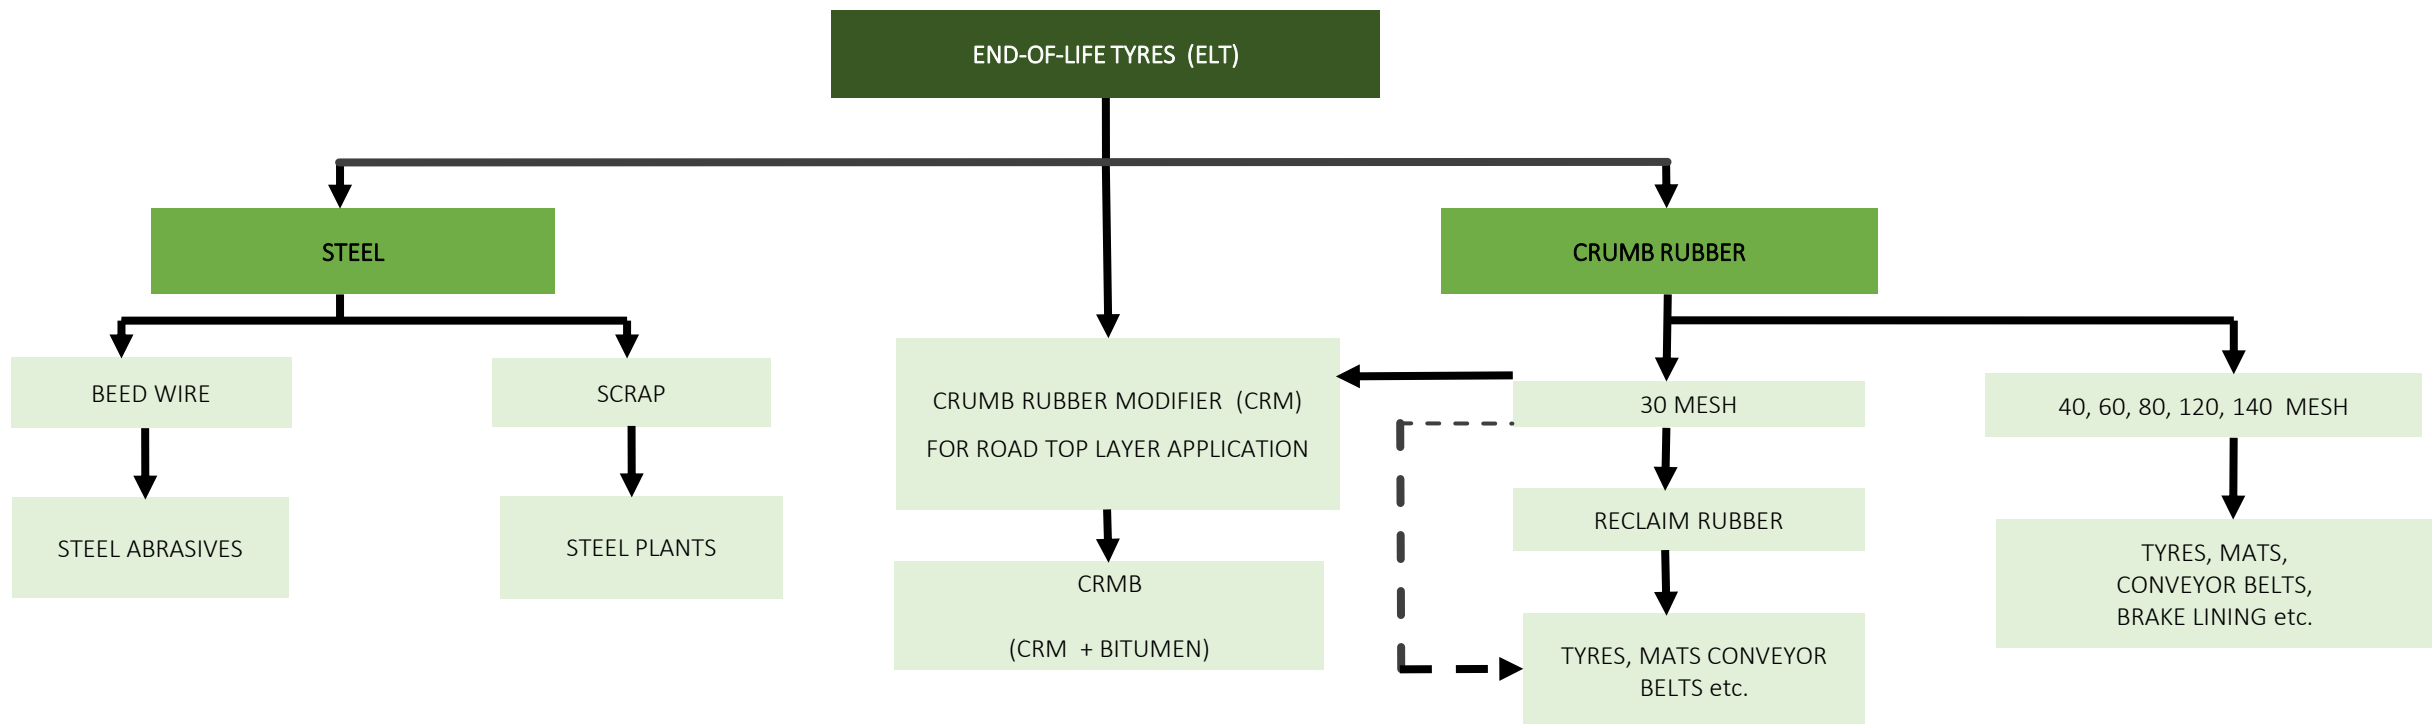 END-OF-LIFE TYRES (ELT)
STEEL
CRUMB RUBBER
BEED WIRE
SCRAP
CRUMB RUBBER MODIFIER (CRM)
FOR ROAD TOP LAYER APPLICATION
30 MESH
40, 60, 80, 120, 140 MESH
STEEL ABRASIVES
STEEL PLANTS
CRMB
(CRM + BITUMEN)
RECLAIM RUBBER
TYRES, MATS CONVEYOR
BELTS etc.
TYRES, MATS,
CONVEYOR BELTS,
BRAKE LINING etc.